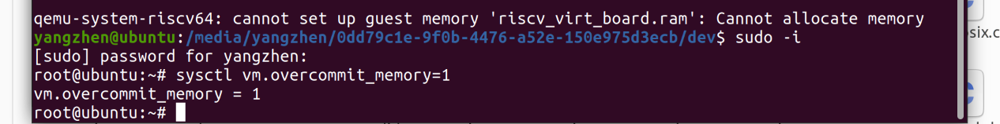 qemu-system-riscv64: cannot set up guest memory 'riscv_virt_board.ram': Cannot allocate memory
yangzhen@ubuntu:/media/yangzhen/0dd79c1e-9f0b-4476-a52e-150e975d3ecb/dev$ sudo -i
six.c
[sudo] password for yangzhen:
root@ubuntu:~# sysctl vm.overcommit_memory=1
vm.overcommit_memory = 1
root@ubuntu:~#